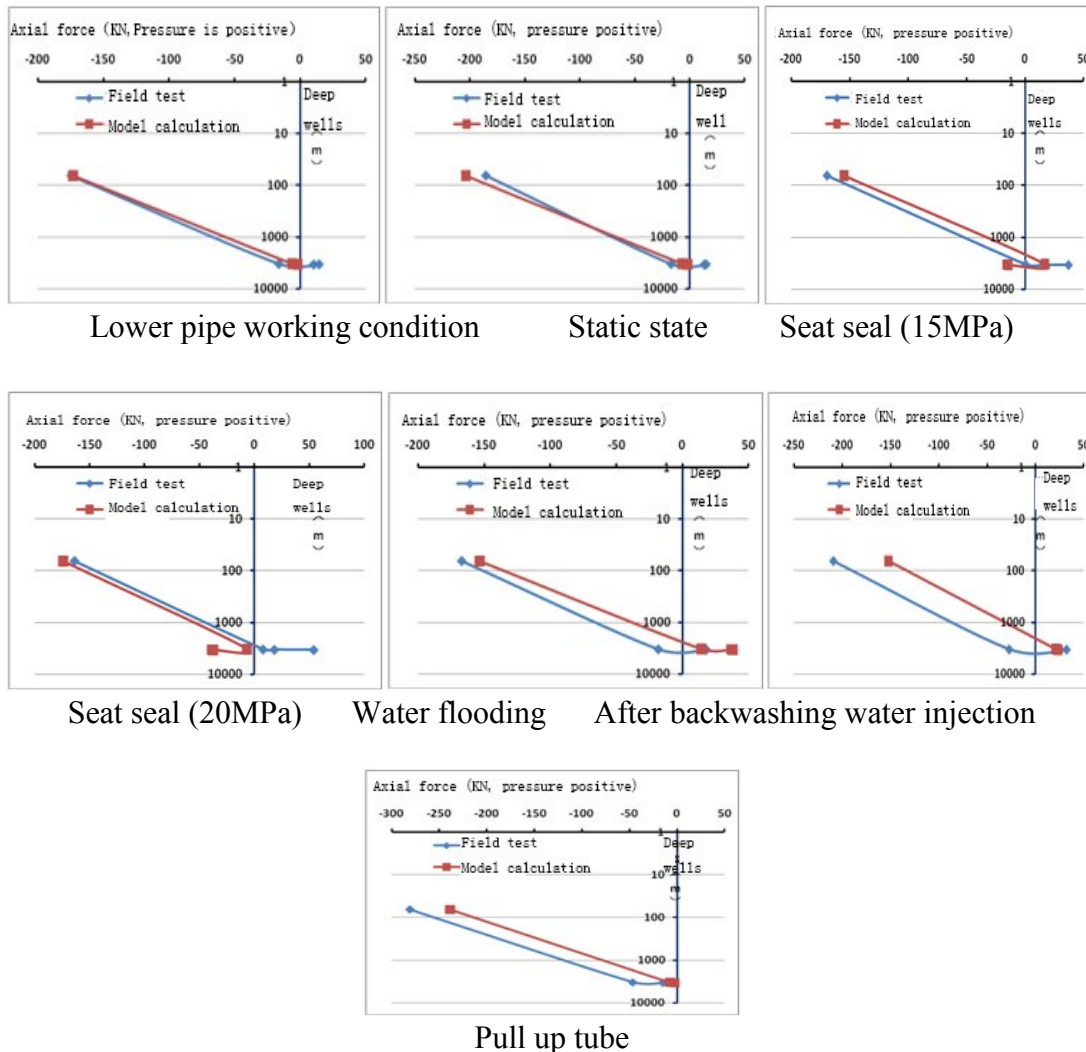 Axial force (KN,Pressure is positive)
-200 -150 -100 -50 0 50
1
Deep
Field test
Model calculation
wells
10
(m)
100
1000
10000
Axial force (KN, pressure positive)
-200 -150 -100 -50 0 50
1
Deep
Field test
Model calculation
well
10
(m)
100
1000
10000
Axial force (KN, pressure positive)
-200 -150 -100 -50 0 50
1
Field test
Deep
Model calculation
wells
10
(m)
100
1000
10000
Lower pipe working condition Static state Seat seal (15MPa)
Axial force (KN, pressure positive)
-200 -150 -100 -50 0 50 100
1
Field test
Deep
Model calculation
wells
10
(m)
100
1000
10000
Axial force (KN, pressure positive)
-200 -150 -100 -50 0 50
1
Deep
Field test
wells
Model calculation
10
(m)
100
1000
10000
Axial force (KN, pressure positive)
-250 -200 -150 -100 -50 0 50
1
Field test
Deep
Model calculation
wells
10
(m)
100
1000
10000
Seat seal (20MPa) Water flooding After backwashing water injection
Axial force (KN, pressure positive)
-300 -250 -200 -150 -100 -50 0 50
1
Field test
Deep
Model calculation
wells
10
(m)
100
1000
10000
Pull up tube